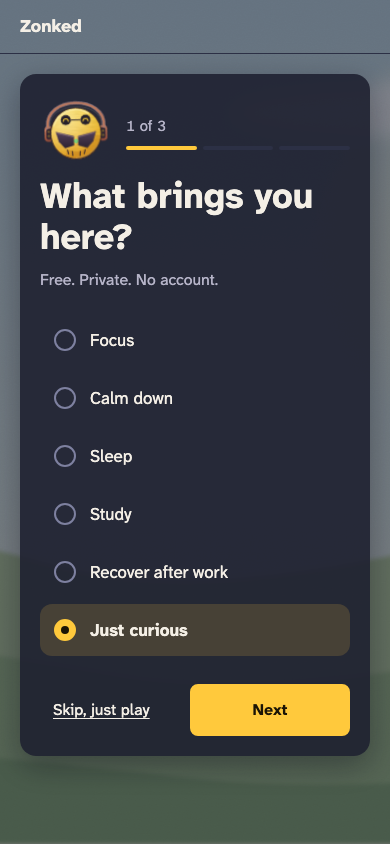 Zonked
1 of 3
What brings you
here?
Free. Private. No account.
Focus
Calm down
Sleep
Study
Recover after work
Just curious
Skip, just play
Next